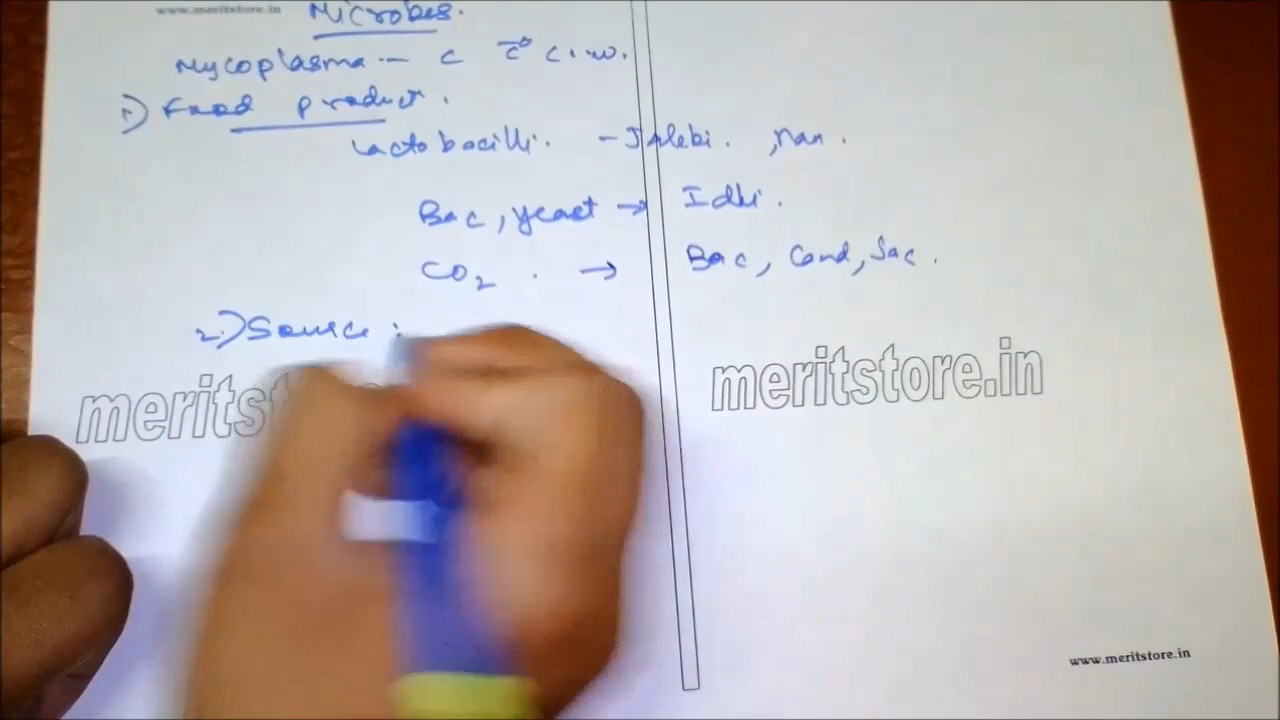 www.meritstore.in
Microbes.
Mycoplasma - c c̄° c.w.
1) Food product.
Lactobacilli. - Jalebi. , nan.
Bac, yeast → Idli.
CO2 . → Bac, Cand, Sac.
2.) Source :
meritst
meritstore.in
www.meritstore.in